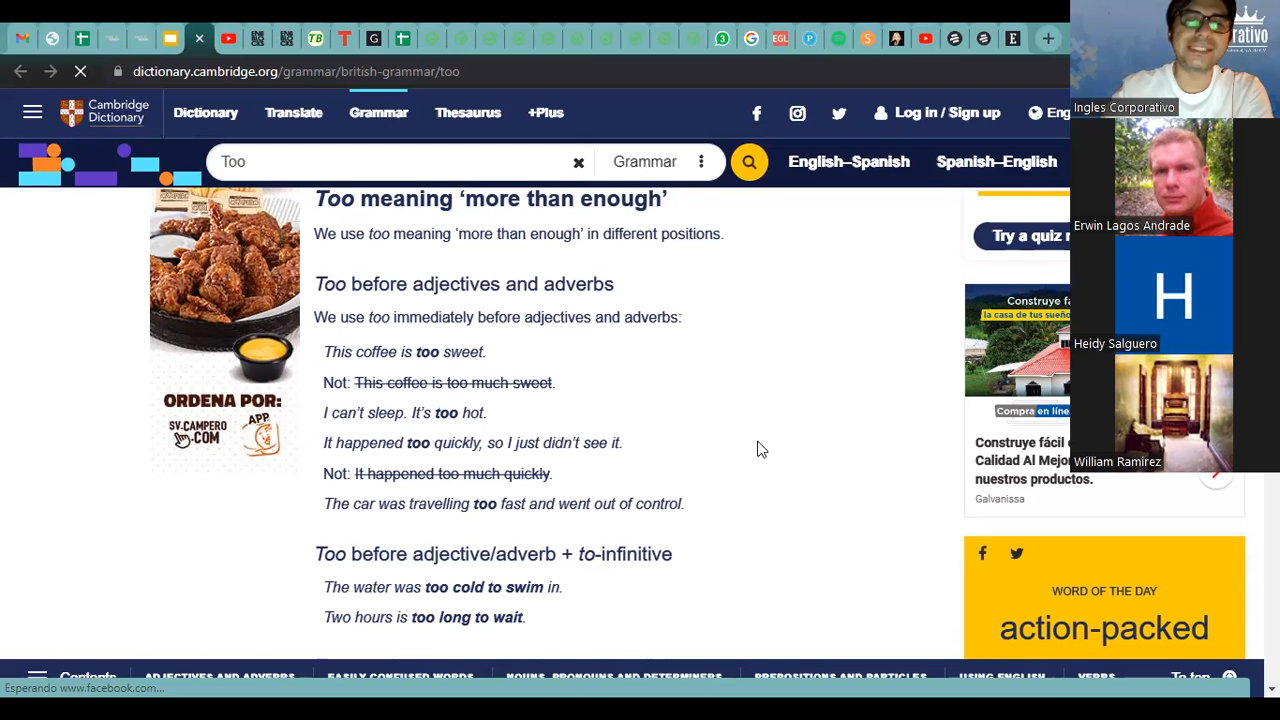 dictionary.cambridge.org/grammar/british-grammar/too
Cambridge
Dictionary
Dictionary
Translate
Grammar
Thesaurus
+Plus
Log in / Sign up
Eng
Too
Grammar
English–Spanish
Spanish–English
Too meaning ‘more than enough’
We use too meaning ‘more than enough’ in different positions.
Too before adjectives and adverbs
We use too immediately before adjectives and adverbs:
This coffee is too sweet.
Not: This coffee is too much sweet.
I can’t sleep. It’s too hot.
It happened too quickly, so I just didn’t see it.
Not: It happened too much quickly.
The car was travelling too fast and went out of control.
Too before adjective/adverb + to-infinitive
The water was too cold to swim in.
Two hours is too long to wait.
ORDENA POR:
SV.CAMPERO
.COM
APP
Try a quiz
Construye fá
la casa de tus sueño
Compra en líne
Construye fácil
Calidad Al Mejo
nuestros productos.
Galvanissa
WORD OF THE DAY
action-packed
Contents
ADJECTIVES AND ADVERBS
EASILY CONFUSED WORDS
NOUNS, PRONOUNS AND DETERMINERS
PREPOSITIONS AND PARTICLES
USING ENGLISH
VERBS
To top
Esperando www.facebook.com...
Ingles Corporativo
Erwin Lagos Andrade
H
Heidy Salguero
William Ramirez